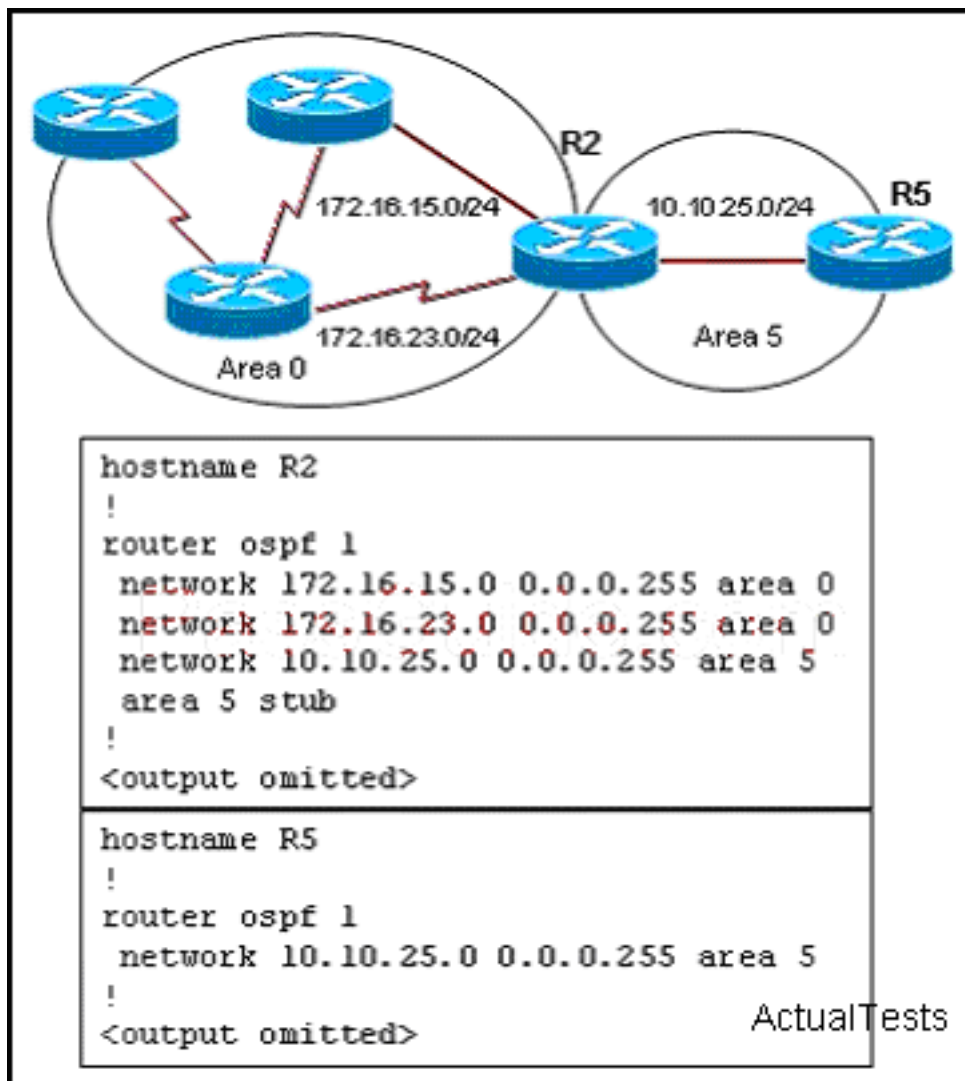 R2
R5
172.16.15.0/24
10.10.25.0/24
172.16.23.0/24
Area 0
Area 5
hostname R2
!
router ospf 1
network 172.16.15.0 0.0.0.255 area 0
network 172.16.23.0 0.0.0.255 area 0
network 10.10.25.0 0.0.0.255 area 5
area 5 stub
!
<output omitted>
hostname R5
!
router ospf 1
network 10.10.25.0 0.0.0.255 area 5
!
<output omitted>
ActualTests